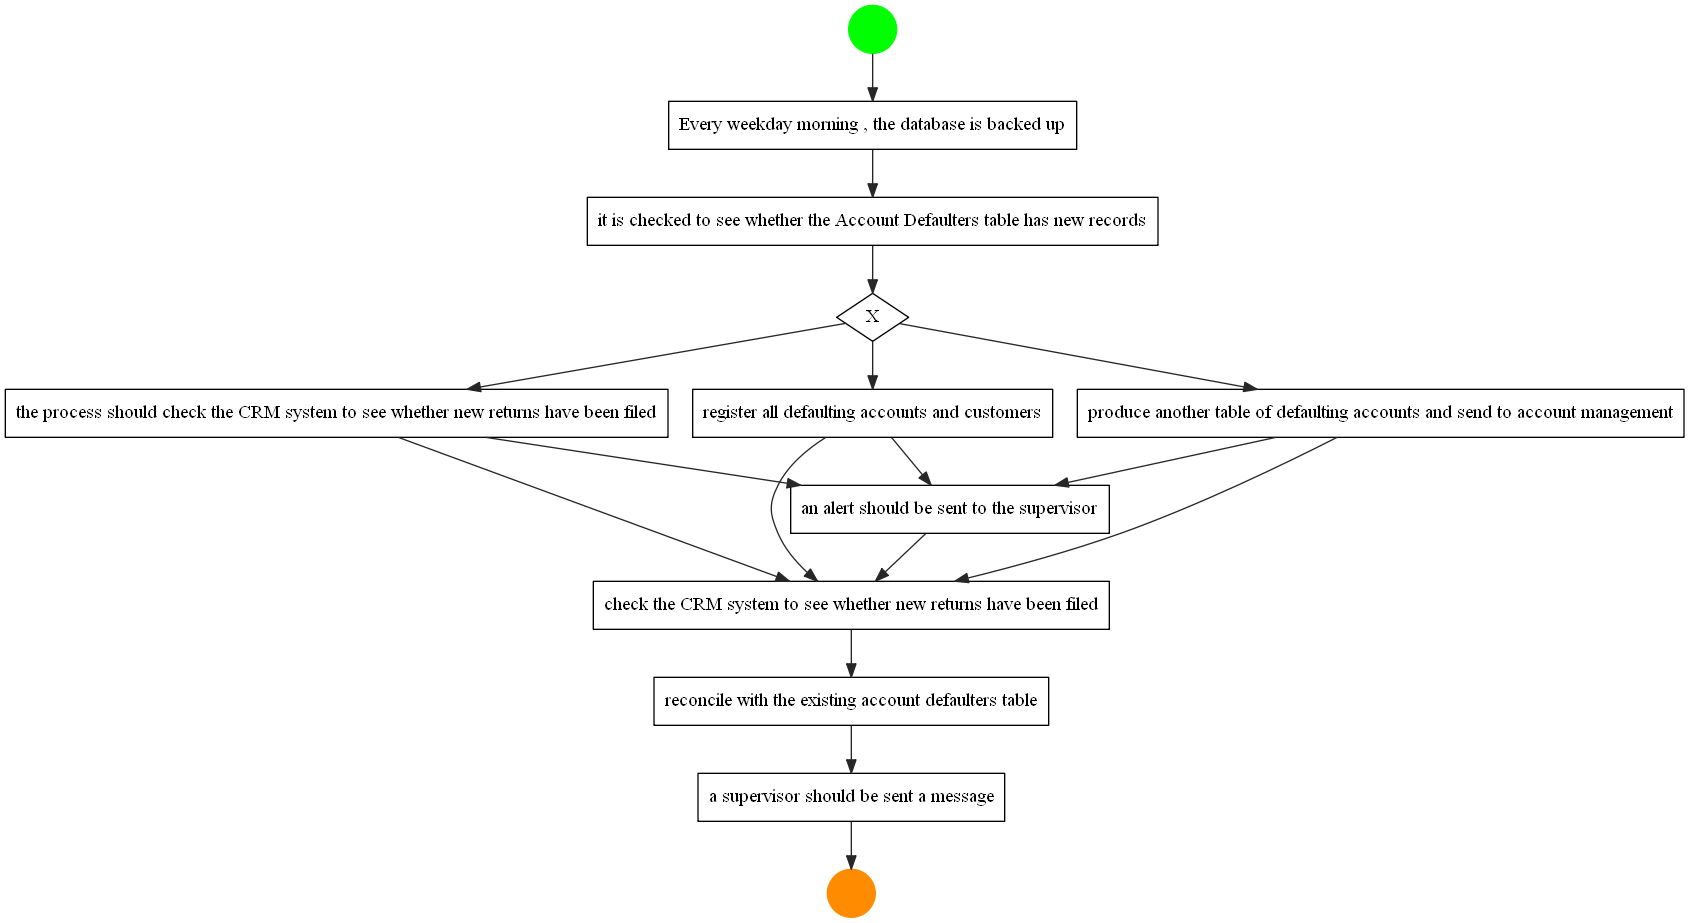 Every weekday morning , the database is backed up
it is checked to see whether the Account Defaulters table has new records
X
the process should check the CRM system to see whether new returns have been filed
register all defaulting accounts and customers
produce another table of defaulting accounts and send to account management
an alert should be sent to the supervisor
check the CRM system to see whether new returns have been filed
reconcile with the existing account defaulters table
a supervisor should be sent a message